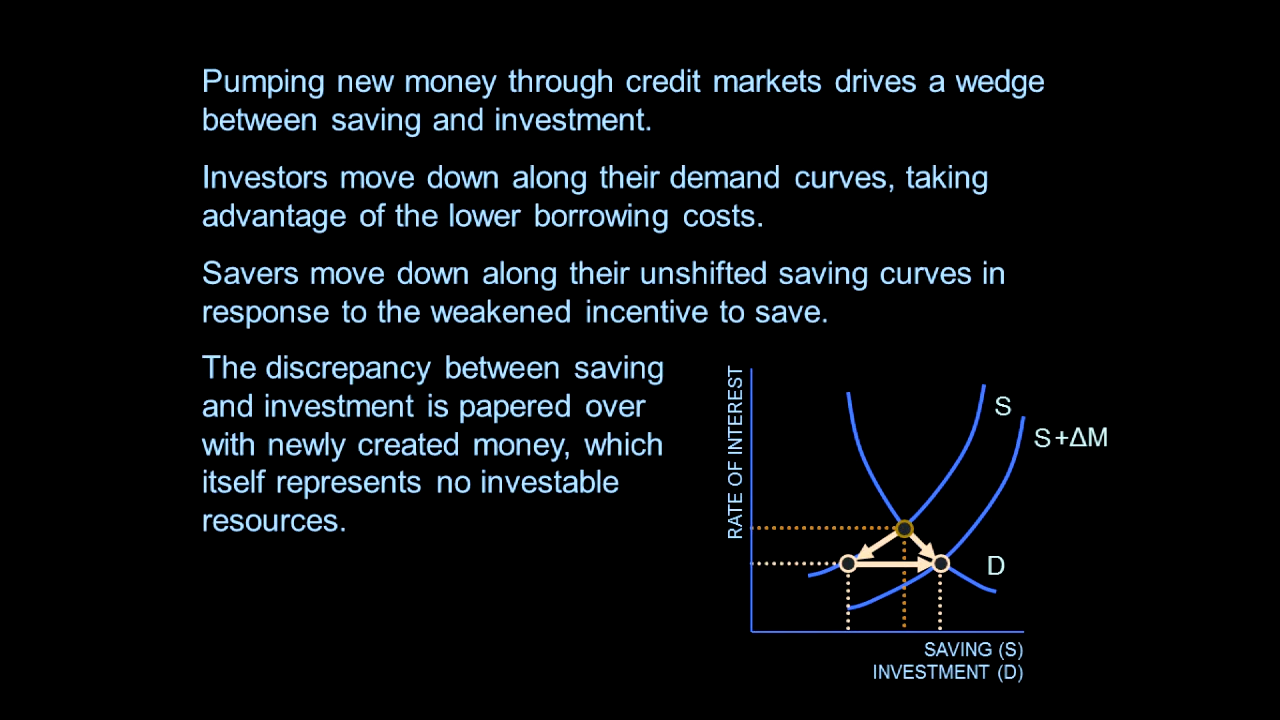 Pumping new money through credit markets drives a wedge
between saving and investment.
Investors move down along their demand curves, taking
advantage of the lower borrowing costs.
Savers move down along their unshifted saving curves in
response to the weakened incentive to save.
The discrepancy between saving
and investment is papered over
with newly created money, which
itself represents no investable
resources.
RATE OF INTEREST
S
S+ΔM
D
SAVING (S)
INVESTMENT (D)